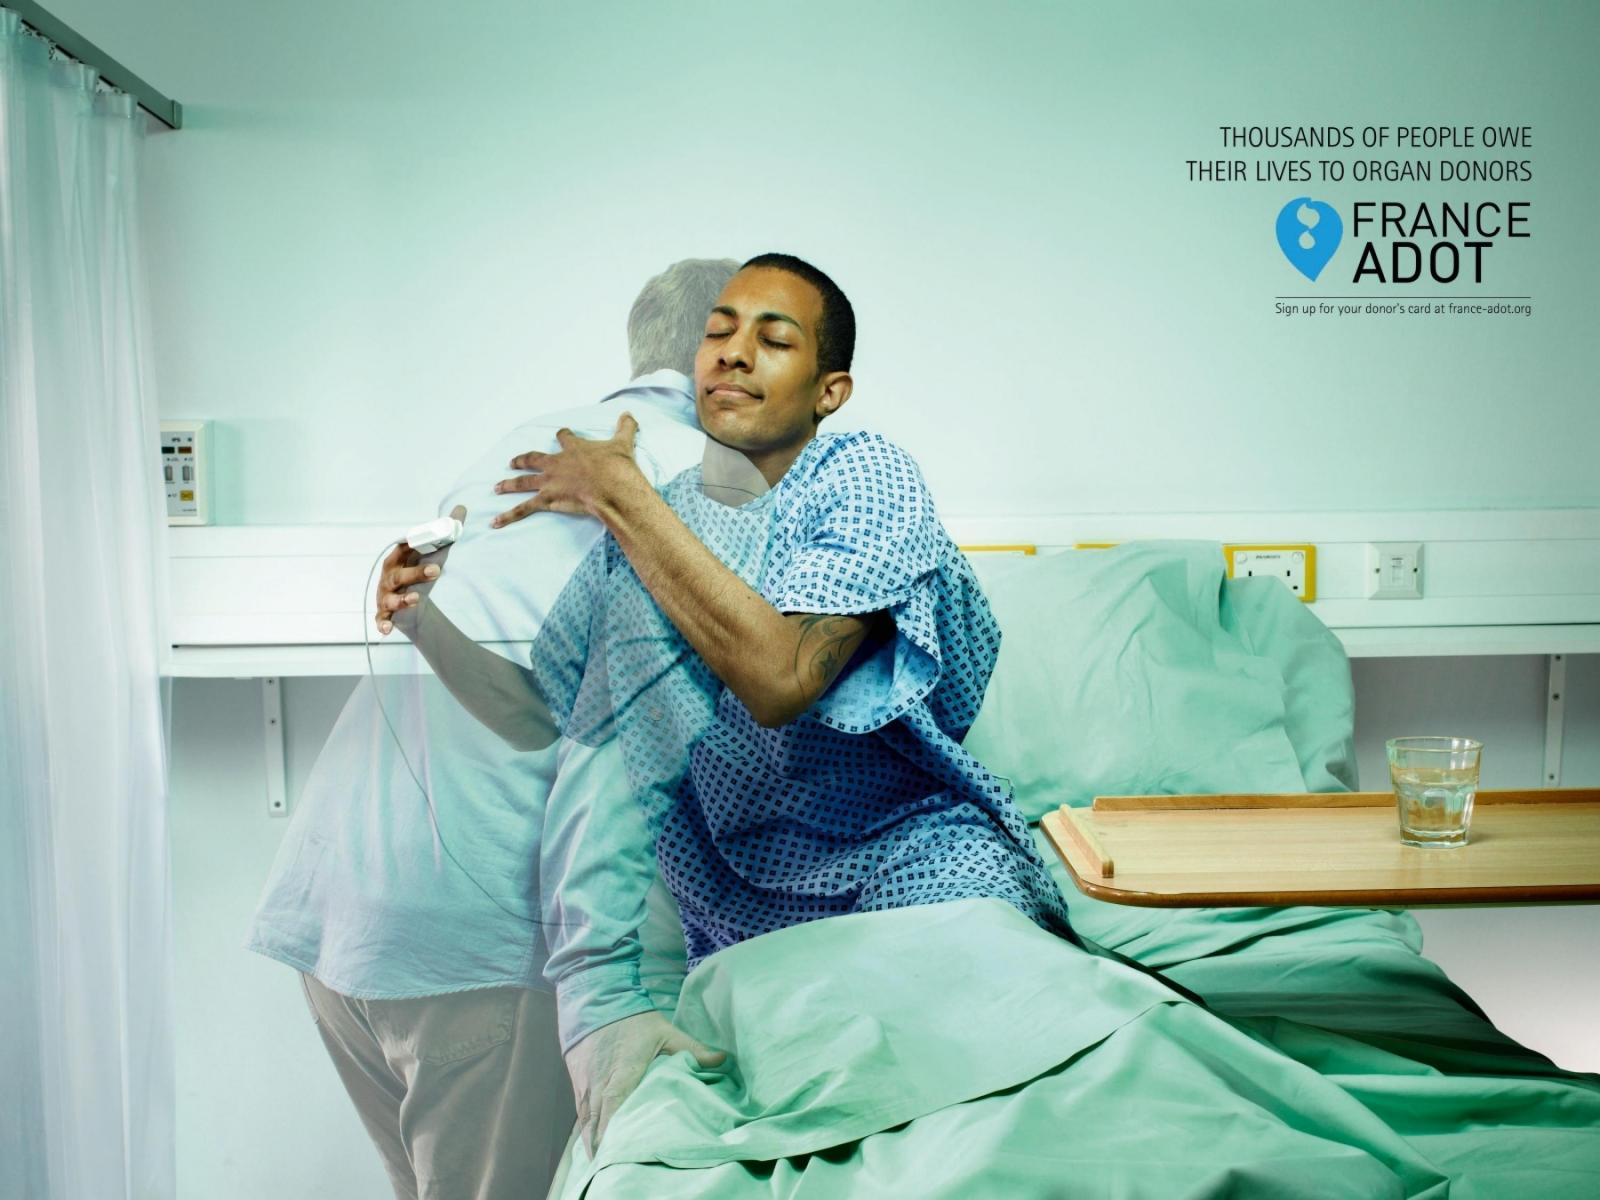 THOUSANDS OF PEOPLE OWE
THEIR LIVES TO ORGAN DONORS
FRANCE
ADOT
Sign up for your donor's card at france-adot.org